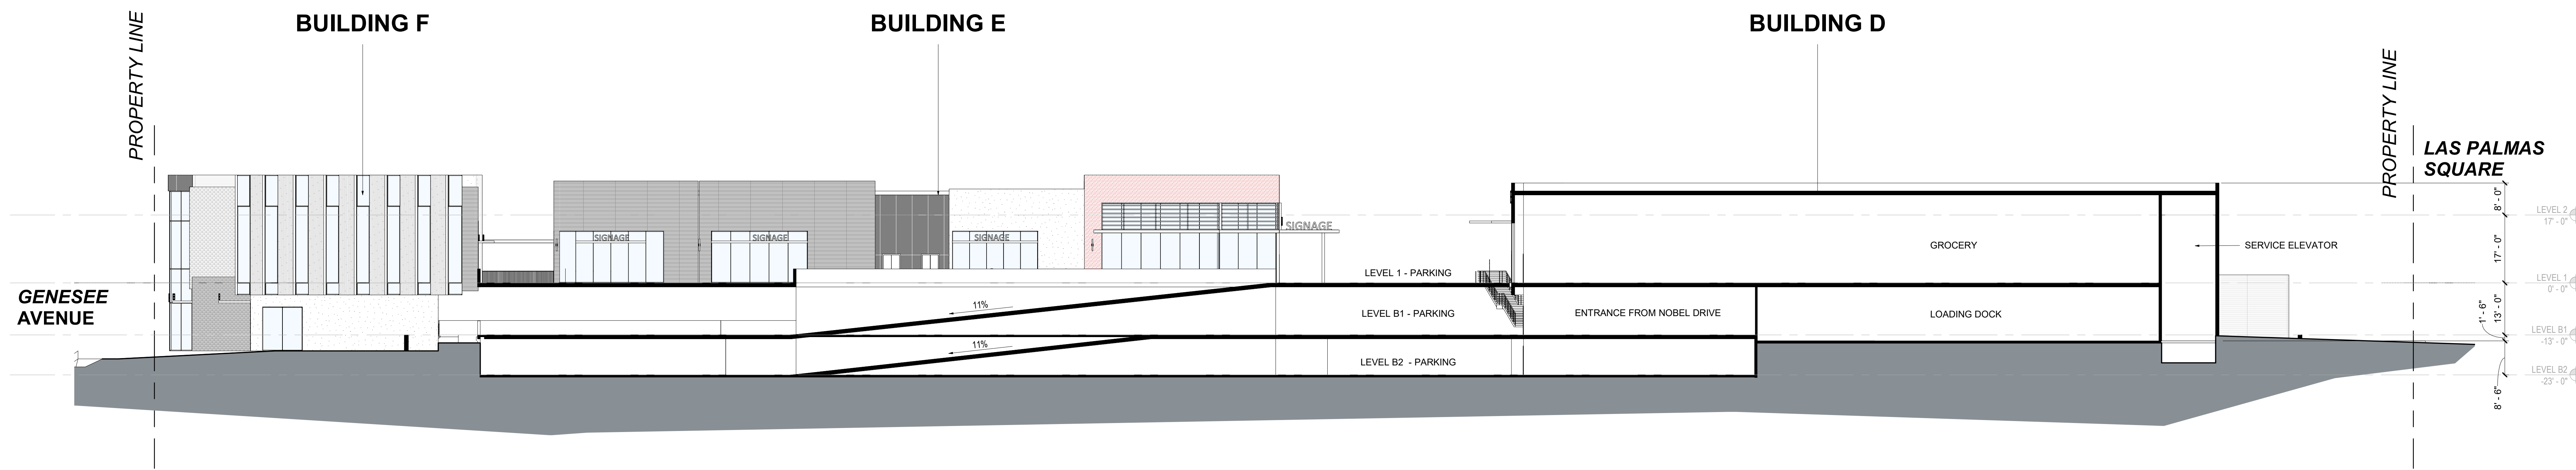 BUILDING F
BUILDING E
BUILDING D
PROPERTY LINE
PROPERTY LINE
LAS PALMAS
SQUARE
GENESEE
AVENUE
SIGNAGE
SIGNAGE
SIGNAGE
SIGNAGE
LEVEL 1 - PARKING
GROCERY
SERVICE ELEVATOR
11%
LEVEL B1 - PARKING
ENTRANCE FROM NOBEL DRIVE
LOADING DOCK
11%
LEVEL B2 - PARKING
8' - 0"
17' - 0"
13' - 0"
1' - 6"
8' - 6"
LEVEL 2
17' - 0"
LEVEL 1
0' - 0"
LEVEL B1
-13' - 0"
LEVEL B2
-23' - 0"